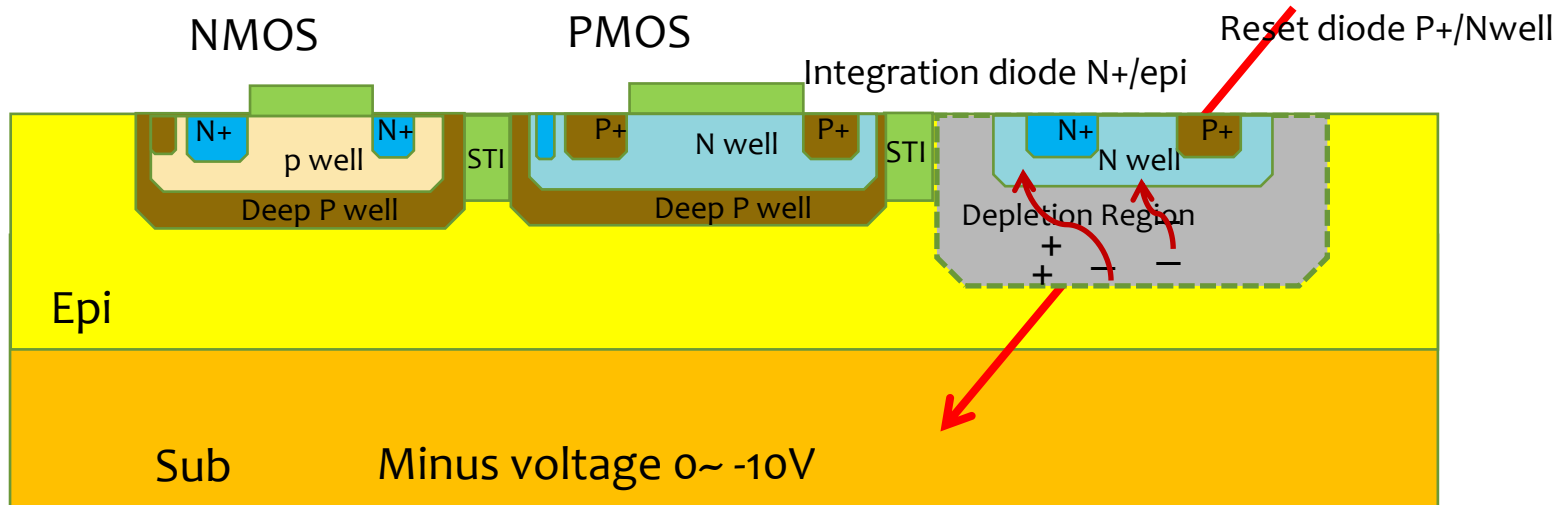 NMOS
PMOS
Reset diode P+/Nwell
Integration diode N+/epi
N+
N+
P+
P+
N+
P+
p well
STI
N well
STI
N well
Deep P well
Deep P well
Depletion Region
+
+
−
−
−
Epi
Sub
Minus voltage 0~ -10V